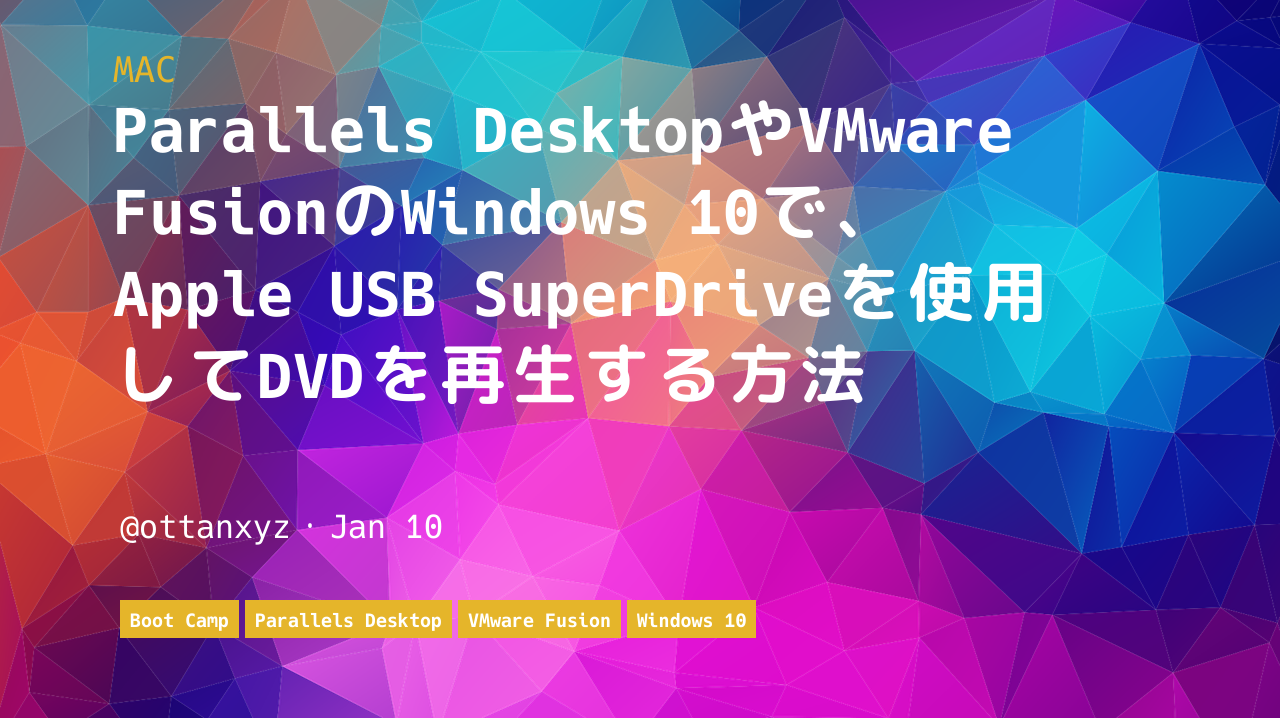 MAC
Parallels DesktopやVMware
FusionのWindows 10で、
Apple USB SuperDriveを使用
してDVDを再生する方法
@ottanxyz · Jan 10
Boot Camp Parallels Desktop VMware Fusion Windows 10